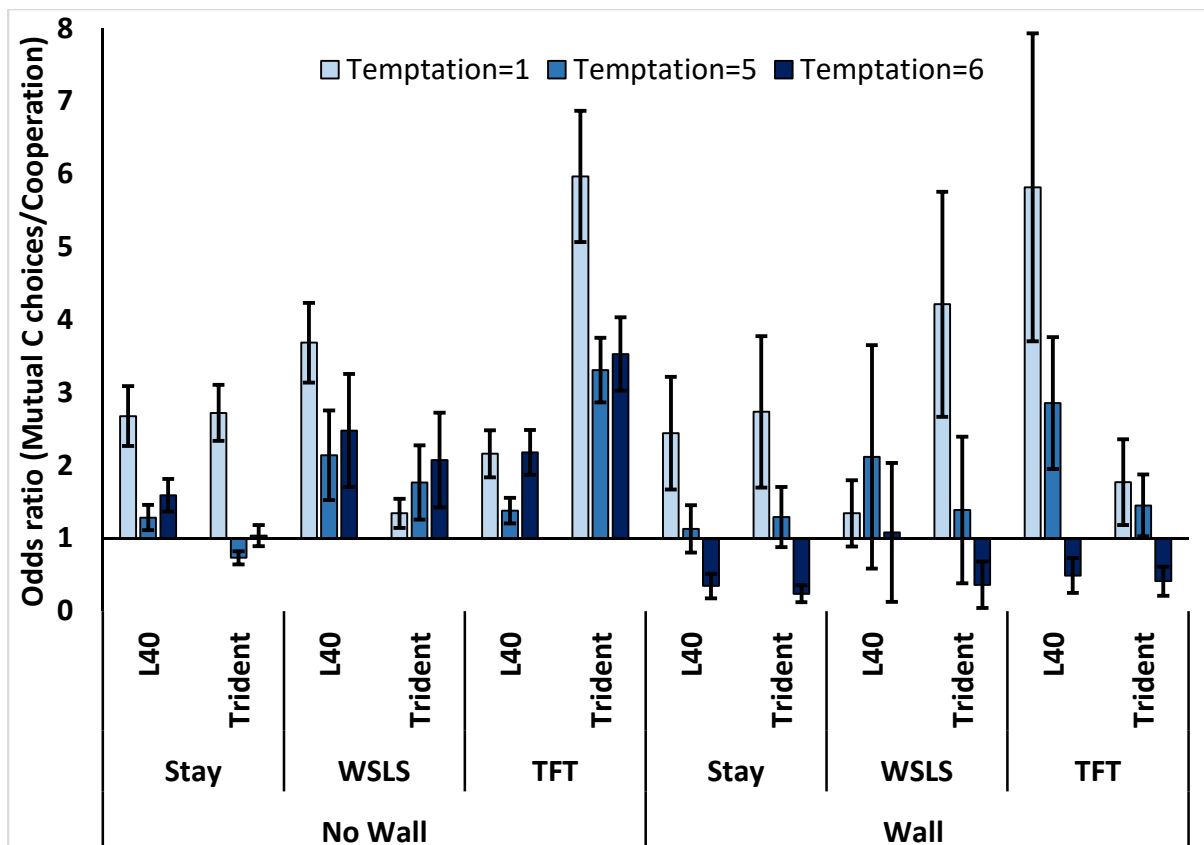 Odds ratio (Mutual C choices/Cooperation)
8
7
6
5
4
3
2
1
0
Temptation=1 Temptation=5 Temptation=6
L40 Trident L40 Trident L40 Trident L40 Trident L40 Trident L40 Trident
Stay WSLS TFT Stay WSLS TFT
No Wall Wall